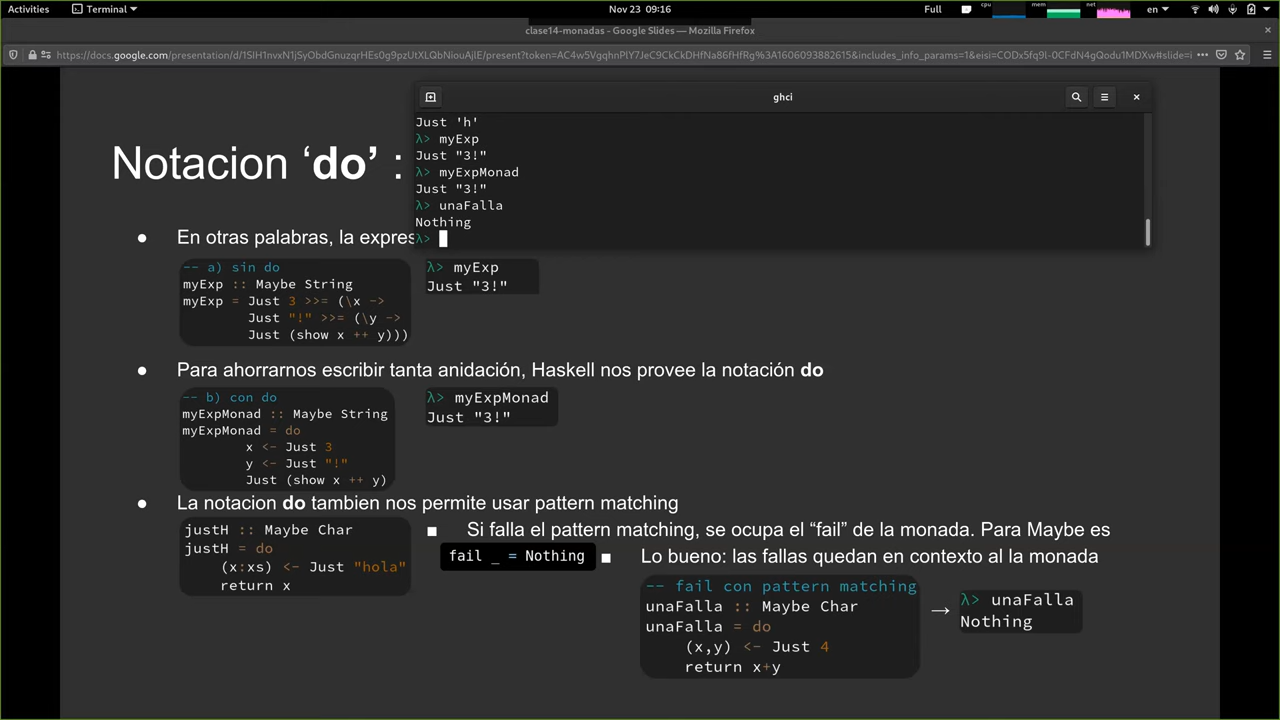 Activities
Terminal
Nov 23 09:16
Full
cpu
mem
net
en
clase14-monadas - Google Slides — Mozilla Firefox
ghci
Just 'h'
λ> myExp
Just "3!"
λ> myExpMonad
Just "3!"
λ> unaFalla
Nothing
λ>
Notacion ‘do’ :
● En otras palabras, la expres
-- a) sin do
myExp :: Maybe String
myExp = Just 3 >>= (\x ->
Just "!" >>= (\y ->
Just (show x ++ y)))
λ> myExp
Just "3!"
● Para ahorrarnos escribir tanta anidación, Haskell nos provee la notación do
-- b) con do
myExpMonad :: Maybe String
myExpMonad = do
x <- Just 3
y <- Just "!"
Just (show x ++ y)
λ> myExpMonad
Just "3!"
● La notacion do tambien nos permite usar pattern matching
justH :: Maybe Char
justH = do
(x:xs) <- Just "hola"
return x
■ Si falla el pattern matching, se ocupa el “fail” de la monada. Para Maybe es
fail _ = Nothing
■ Lo bueno: las fallas quedan en contexto al la monada
-- fail con pattern matching
unaFalla :: Maybe Char
unaFalla = do
(x,y) <- Just 4
return x+y
→
λ> unaFalla
Nothing